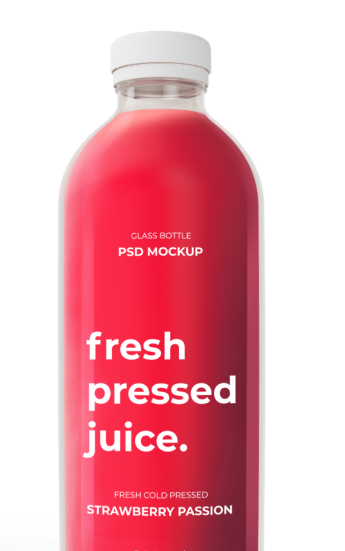 GLASS BOTTLE
PSD MOCKUP
fresh
pressed
juice.
FRESH COLD PRESSED
STRAWBERRY PASSION